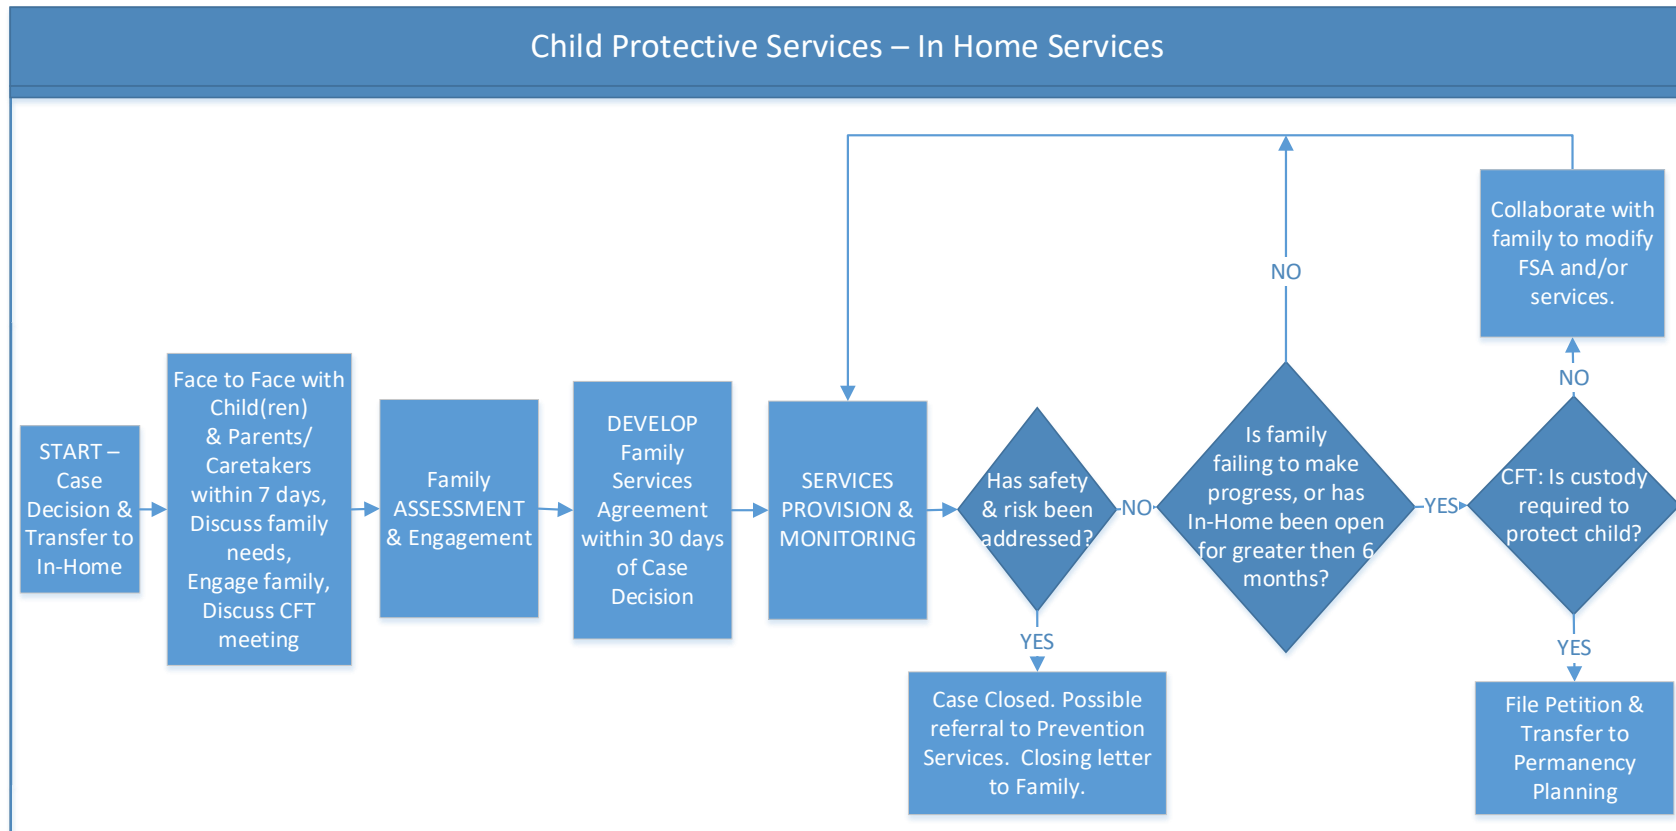 Child Protective Services – In Home Services
START –
Case
Decision &
Transfer to
In-Home
Face to Face with
Child(ren)
& Parents/
Caretakers
within 7 days,
Discuss family
needs,
Engage family,
Discuss CFT
meeting
Family
ASSESSMENT
& Engagement
DEVELOP
Family
Services
Agreement
within 30 days
of Case
Decision
SERVICES
PROVISION &
MONITORING
Has safety
& risk been
addressed?
NO
YES
Case Closed. Possible
referral to Prevention
Services.  Closing letter
to Family.
Is family
failing to make
progress, or has
In-Home been open
for greater then 6
months?
NO
YES
CFT: Is custody
required to
protect child?
NO
Collaborate with
family to modify
FSA and/or
services.
YES
File Petition &
Transfer to
Permanency
Planning